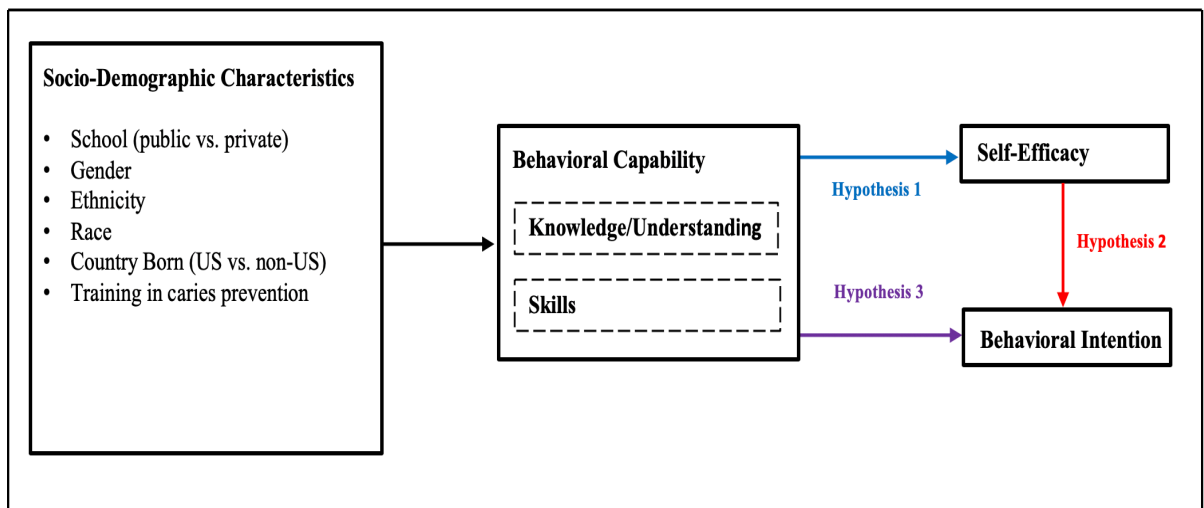 Socio-Demographic Characteristics
• School (public vs. private)
• Gender
• Ethnicity
• Race
• Country Born (US vs. non-US)
• Training in caries prevention
Behavioral Capability
Knowledge/Understanding
Skills
Hypothesis 1
Self-Efficacy
Hypothesis 2
Hypothesis 3
Behavioral Intention